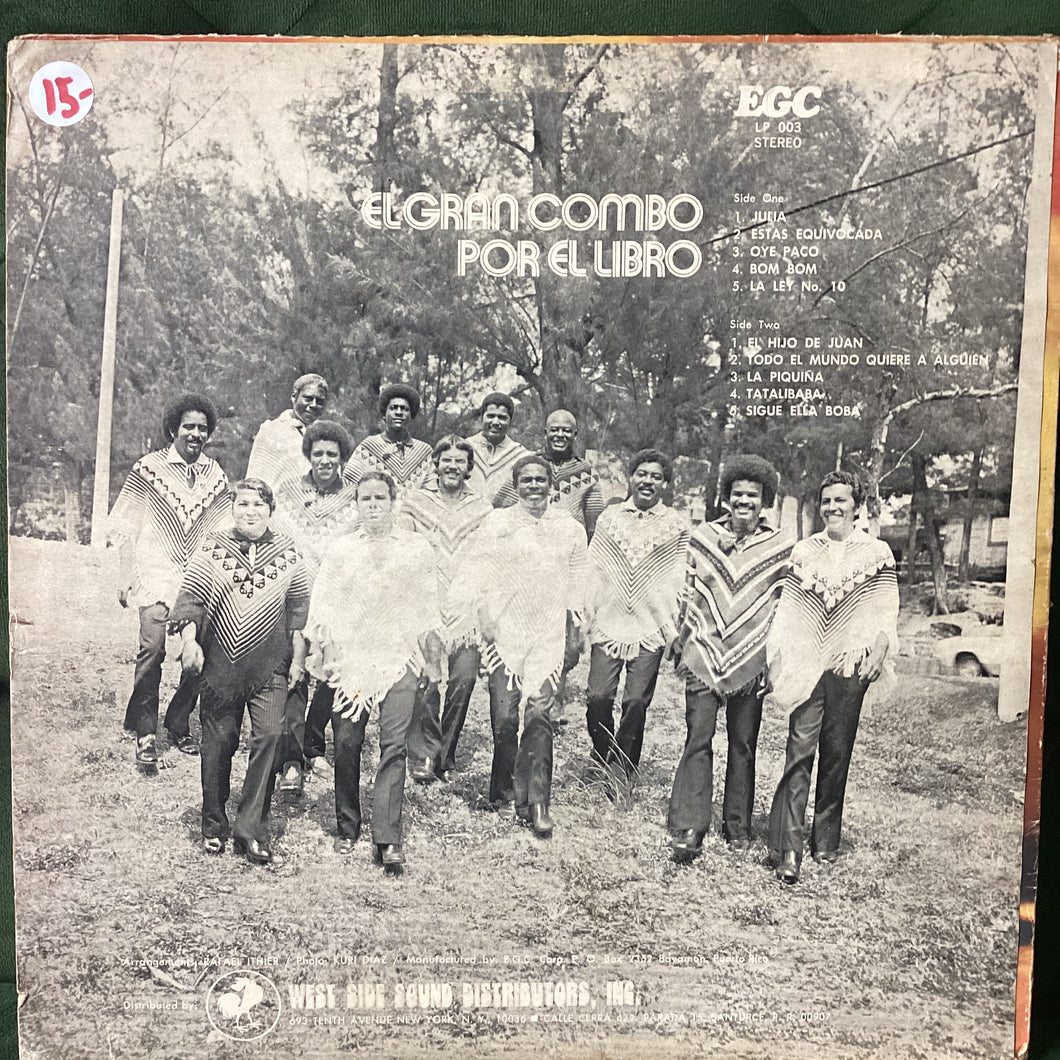 15-
EGC
LP 003
STEREO
EL GRAN COMBO
POR EL LIBRO
Side One
1. JULIA
2. ESTAS EQUIVOCADA
3. OYE PACO
4. BOM BOM
5. LA LEY No. 10
Side Two
1. EL HIJO DE JUAN
2. TODO EL MUNDO QUIERE A ALGUIEN
3. LA PIQUIÑA
4. TATALIBABA
5. SIGUE ELLA BOBA
Arrangements: RAFAEL ITHIER / Photo: KURI DIAZ / Manufactured by: E.G.C. Corp. P. O. Box 2362 Bayamon, Puerto Rico
Distributed by: WEST SIDE SOUND DISTRIBUTORS, INC.
693 TENTH AVENUE NEW YORK, N. Y. 10036 ■ CALLE CERRA 622, PARADA 15, SANTURCE, P. R. 00907